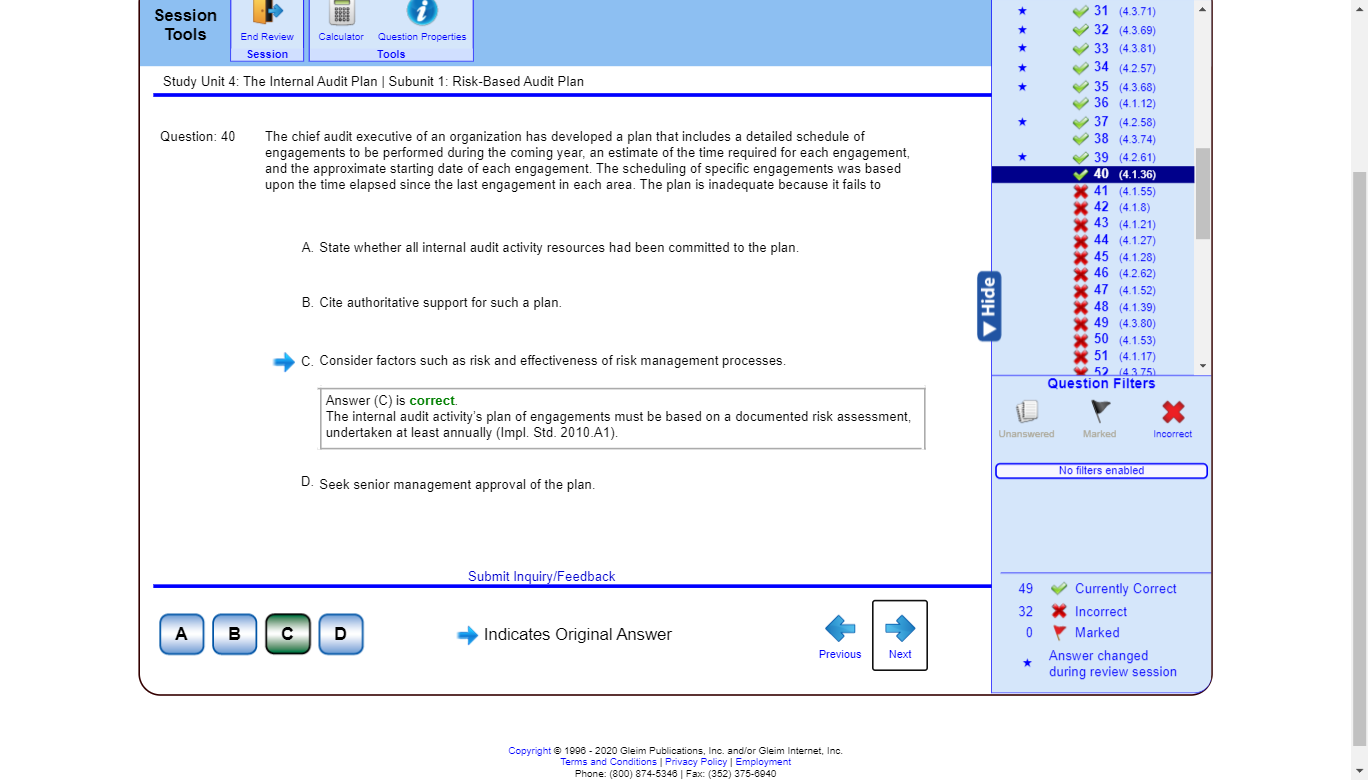 Session
Tools
End Review
Session
Calculator
Question Properties
Tools
Study Unit 4: The Internal Audit Plan | Subunit 1: Risk-Based Audit Plan
Question: 40
The chief audit executive of an organization has developed a plan that includes a detailed schedule of
engagements to be performed during the coming year, an estimate of the time required for each engagement,
and the approximate starting date of each engagement. The scheduling of specific engagements was based
upon the time elapsed since the last engagement in each area. The plan is inadequate because it fails to
A. State whether all internal audit activity resources had been committed to the plan.
B. Cite authoritative support for such a plan.
C. Consider factors such as risk and effectiveness of risk management processes.
Answer (C) is correct.
The internal audit activity's plan of engagements must be based on a documented risk assessment,
undertaken at least annually (Impl. Std. 2010.A1).
D. Seek senior management approval of the plan.
Submit Inquiry/Feedback
A B C D
Indicates Original Answer
Previous
Next
31 (4.3.71)
32 (4.3.69)
33 (4.3.81)
34 (4.2.57)
35 (4.3.68)
36 (4.1.12)
37 (4.2.58)
38 (4.3.74)
39 (4.2.61)
40 (4.1.36)
41 (4.1.55)
42 (4.1.8)
43 (4.1.21)
44 (4.1.27)
45 (4.1.28)
46 (4.2.62)
47 (4.1.52)
48 (4.1.39)
49 (4.3.80)
50 (4.1.53)
51 (4.1.17)
52 (4.3.75)
Hide
Question Filters
Unanswered
Marked
Incorrect
No filters enabled
49 Currently Correct
32 Incorrect
0 Marked
Answer changed
during review session
Copyright © 1996 - 2020 Gleim Publications, Inc. and/or Gleim Internet, Inc.
Terms and Conditions | Privacy Policy | Employment
Phone: (800) 874-5346 | Fax: (352) 375-6940